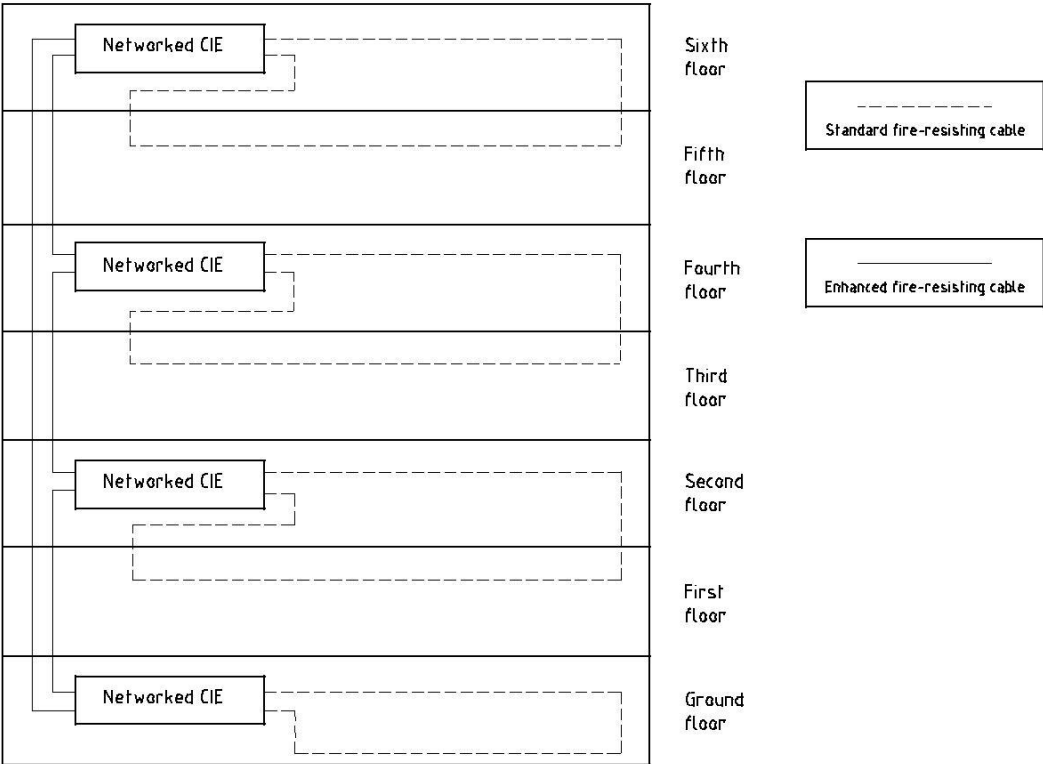 Networked CIE
Sixth
floor
Standard fire-resisting cable
Fifth
floor
Networked CIE
Fourth
floor
Enhanced fire-resisting cable
Third
floor
Networked CIE
Second
floor
First
floor
Networked CIE
Ground
floor